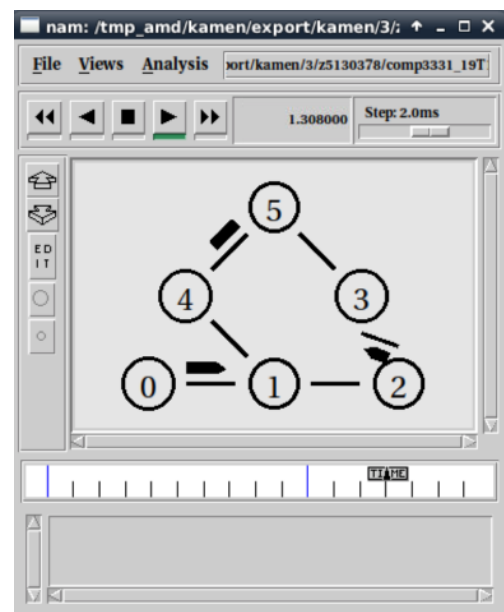 nam: /tmp_amd/kamen/export/kamen/3/z
File Views Analysis ort/kamen/3/z5130378/comp3331_19T
1.308000 Step: 2.0ms
ED
IT
5
4 3
0 1 2
TIME